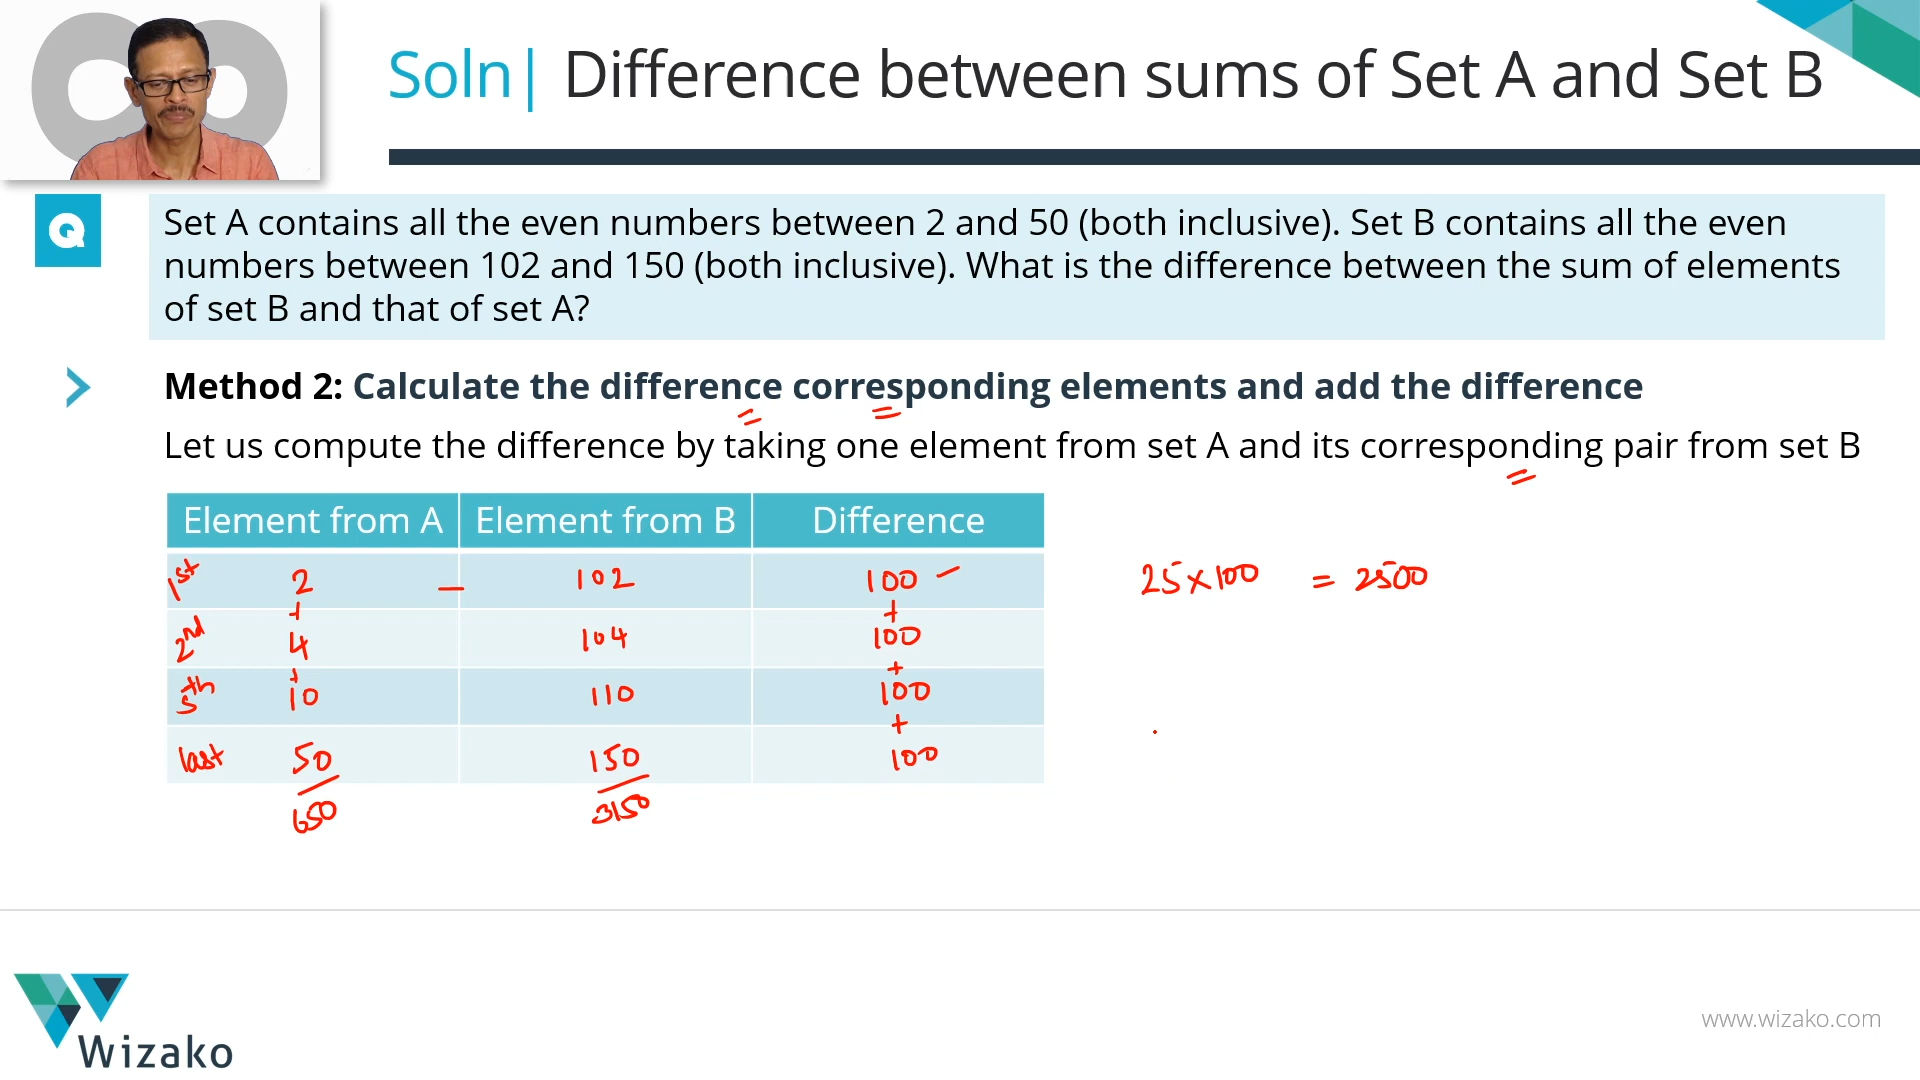 Soln| Difference between sums of Set A and Set B
Q
Set A contains all the even numbers between 2 and 50 (both inclusive). Set B contains all the even
numbers between 102 and 150 (both inclusive). What is the difference between the sum of elements
of set B and that of set A?
Method 2: Calculate the difference corresponding elements and add the difference
Let us compute the difference by taking one element from set A and its corresponding pair from set B
Element from A Element from B Difference
1st 2 – 102 100 –
+ +
2nd 4 104 100
+ +
5th 10 110 100
+
last 50 150 100
650 3150
25 × 100 = 2500
Wizako
www.wizako.com